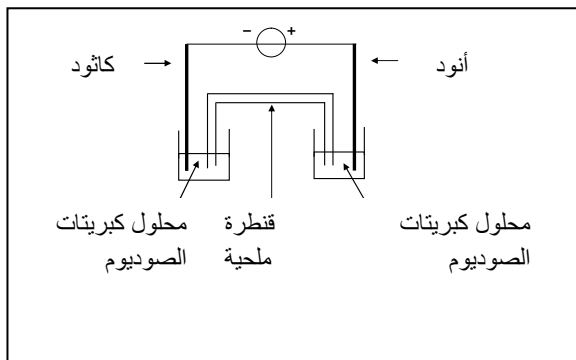 − +
أنود
كاثود
محلول كبريتات
الصوديوم
قنطرة
ملحية
محلول كبريتات
الصوديوم